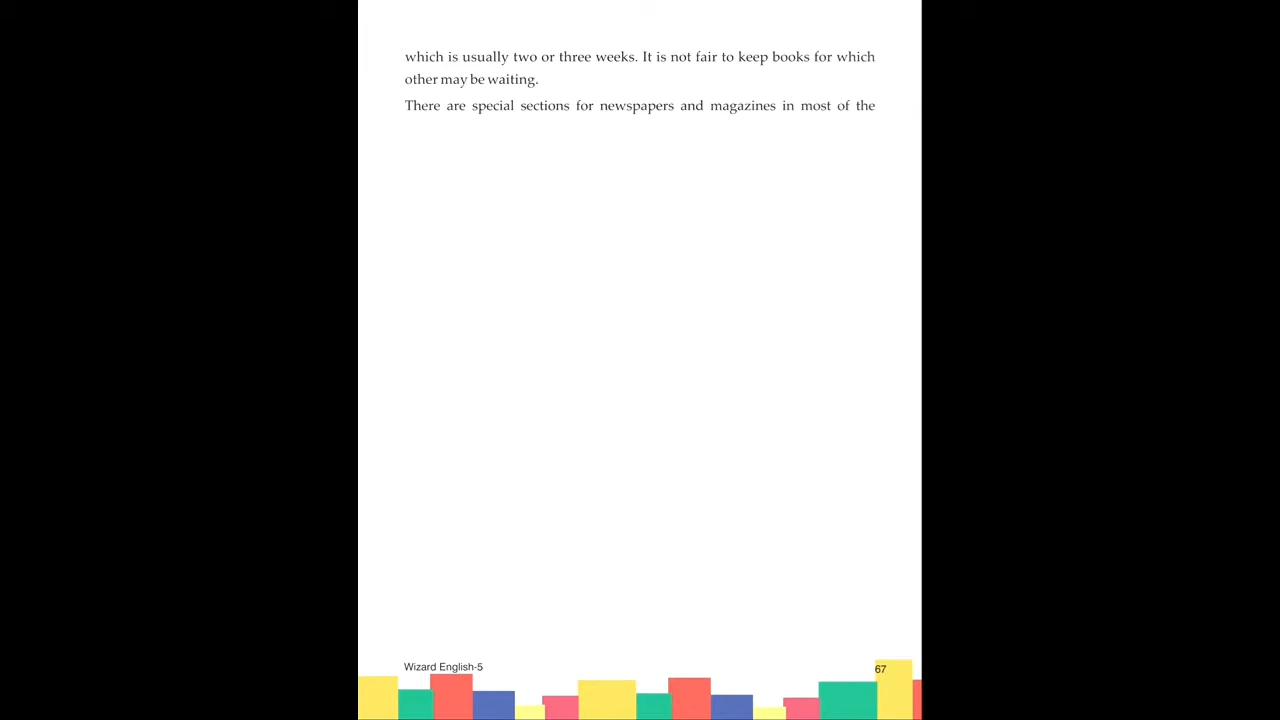 which is usually two or three weeks. It is not fair to keep books for which
other may be waiting.
There are special sections for newspapers and magazines in most of the
Wizard English-5
67